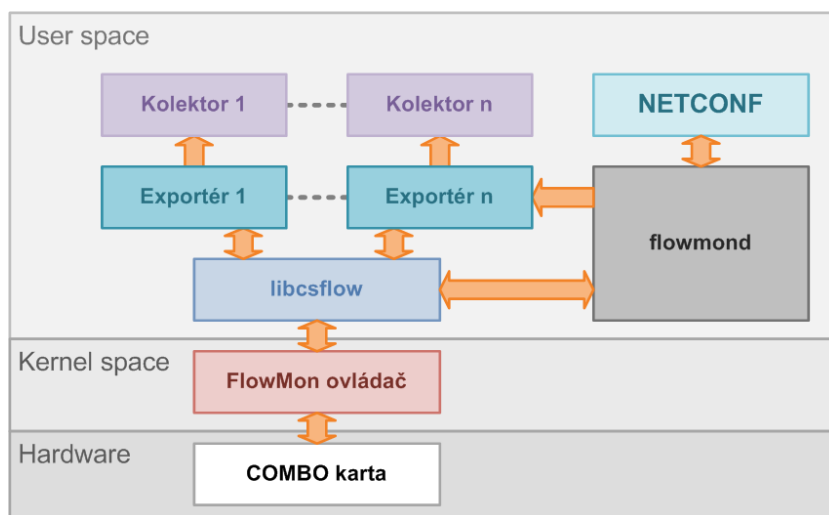 User space
Kolektor 1
Kolektor n
NETCONF
Exportér 1
Exportér n
flowmond
libcsflow
Kernel space
FlowMon ovládač
Hardware
COMBO karta